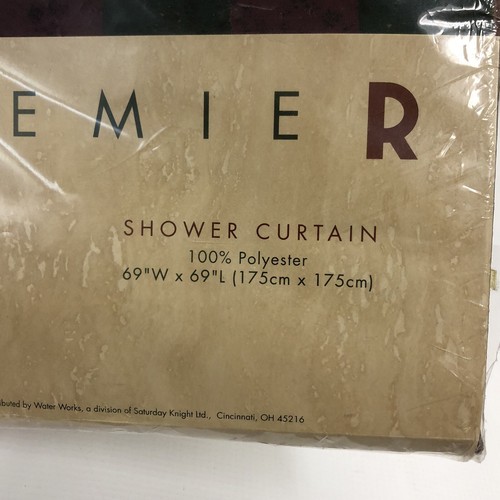 EMIER
SHOWER CURTAIN
100% Polyester
69"W x 69"L (175cm x 175cm)
ibuted by Water Works, a division of Saturday Knight Ltd., Cincinnati, OH 45216